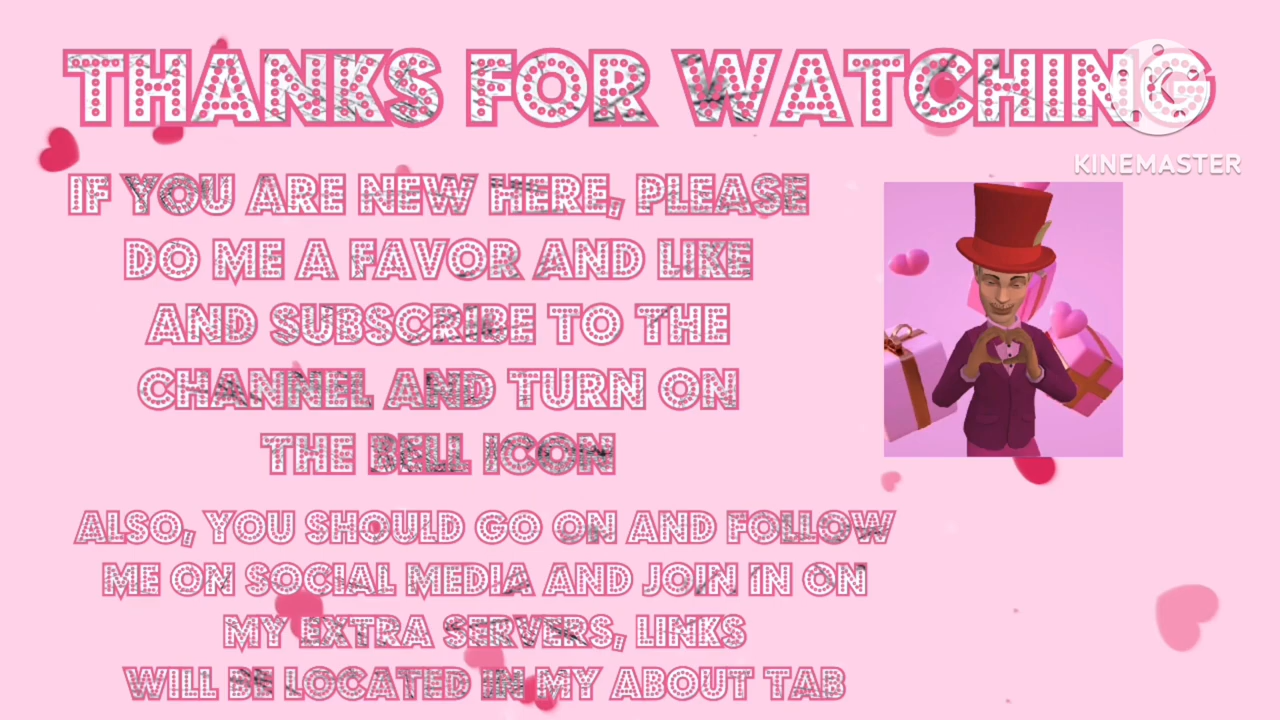 THANKS FOR WATCHING
KINEMASTER
IF YOU ARE NEW HERE, PLEASE
DO ME A FAVOR AND LIKE
AND SUBSCRIBE TO THE
CHANNEL AND TURN ON
THE BELL ICON
ALSO, YOU SHOULD GO ON AND FOLLOW
ME ON SOCIAL MEDIA AND JOIN IN ON
MY EXTRA SERVERS, LINKS
WILL BE LOCATED IN MY ABOUT TAB